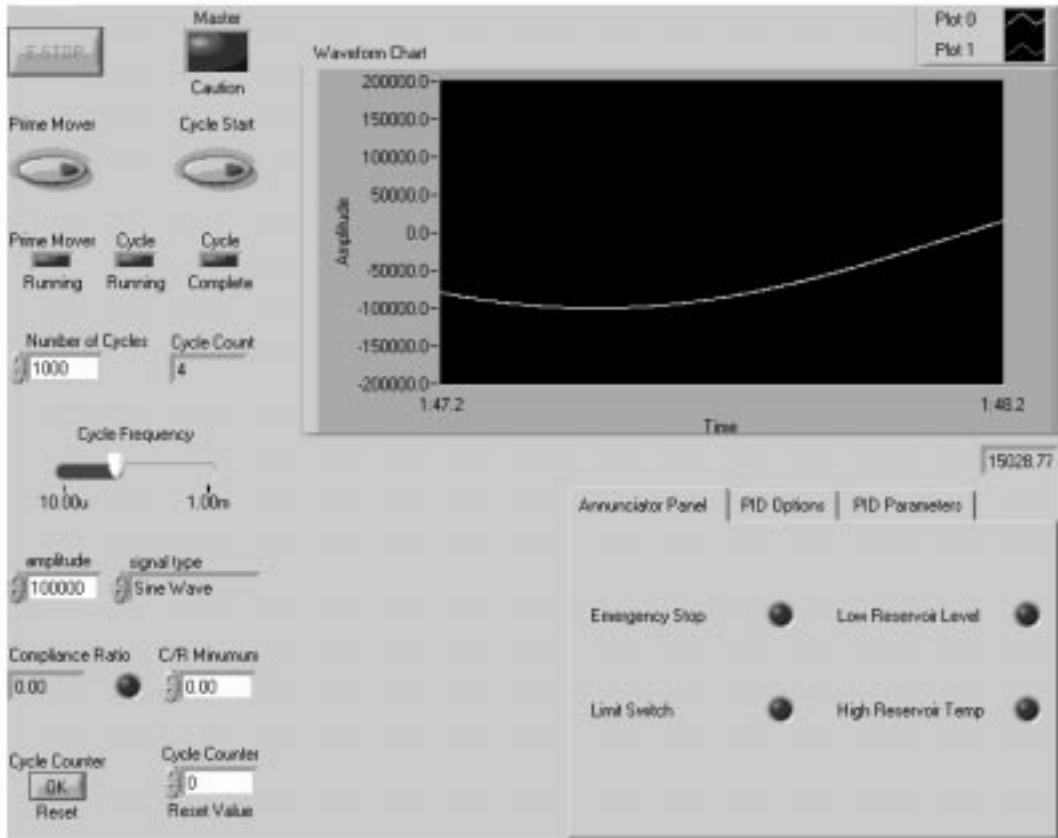 E-STOP
Master
Caution
Prime Mover
Cycle Start
Prime Mover
Running
Cycle
Running
Cycle
Complete
Number of Cycles
1000
Cycle Count
4
Cycle Frequency
10.00u
1.00m
amplitude
100000
signal type
Sine Wave
Compliance Ratio
0.00
C/R Minumum
0.00
Cycle Counter
OK
Reset
Cycle Counter
0
Reset Value
Plot 0
Plot 1
Waveform Chart
Amplitude
200000.0
150000.0
100000.0
50000.0
0.0
-50000.0
-100000.0
-150000.0
-200000.0
1:47.2
1:48.2
Time
15028.77
Annunciator Panel
PID Options
PID Parameters
Emergency Stop
Low Reservoir Level
Limit Switch
High Reservoir Temp